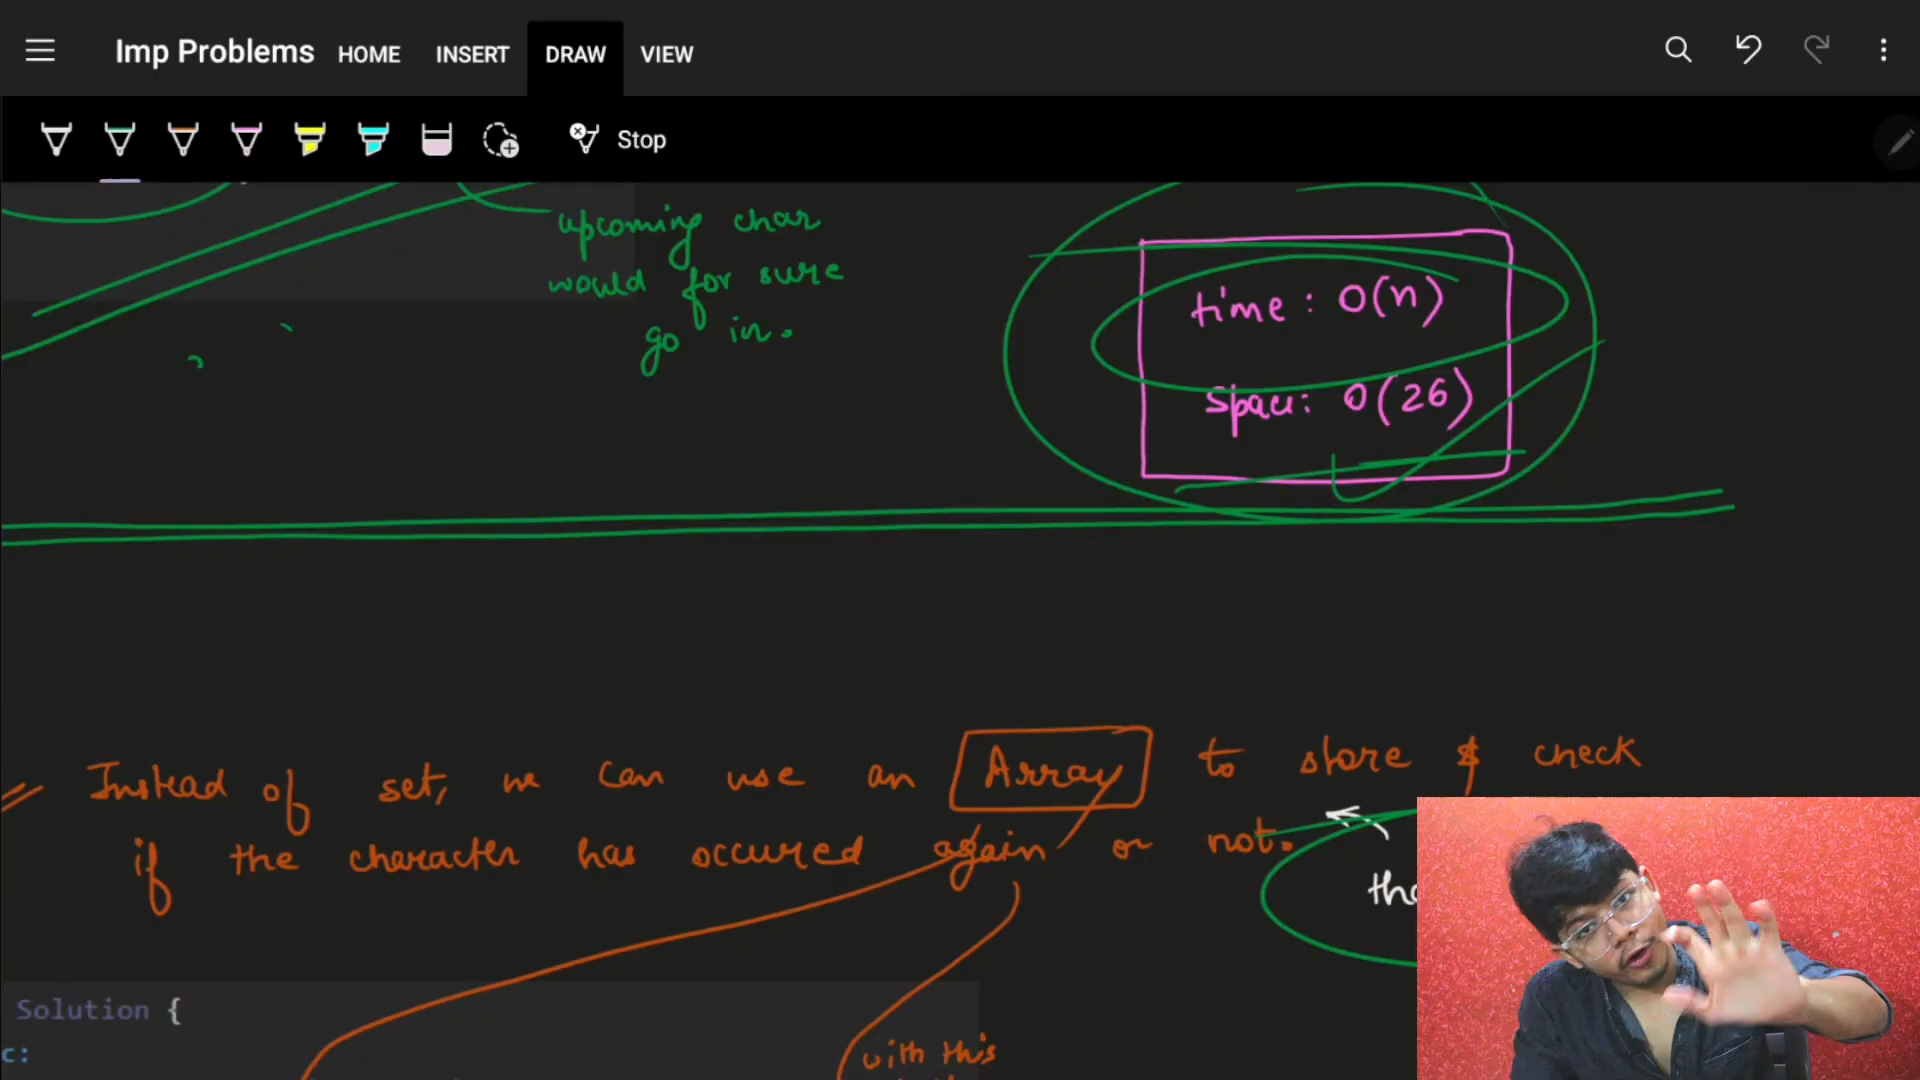 Imp Problems HOME INSERT DRAW VIEW
Stop
upcoming char
would for sure
go in.
time : O(n)
space: O(26)
Instead of set, we can use an Array to store & check
if the character has occured again or not.
Solution {
c:
with this